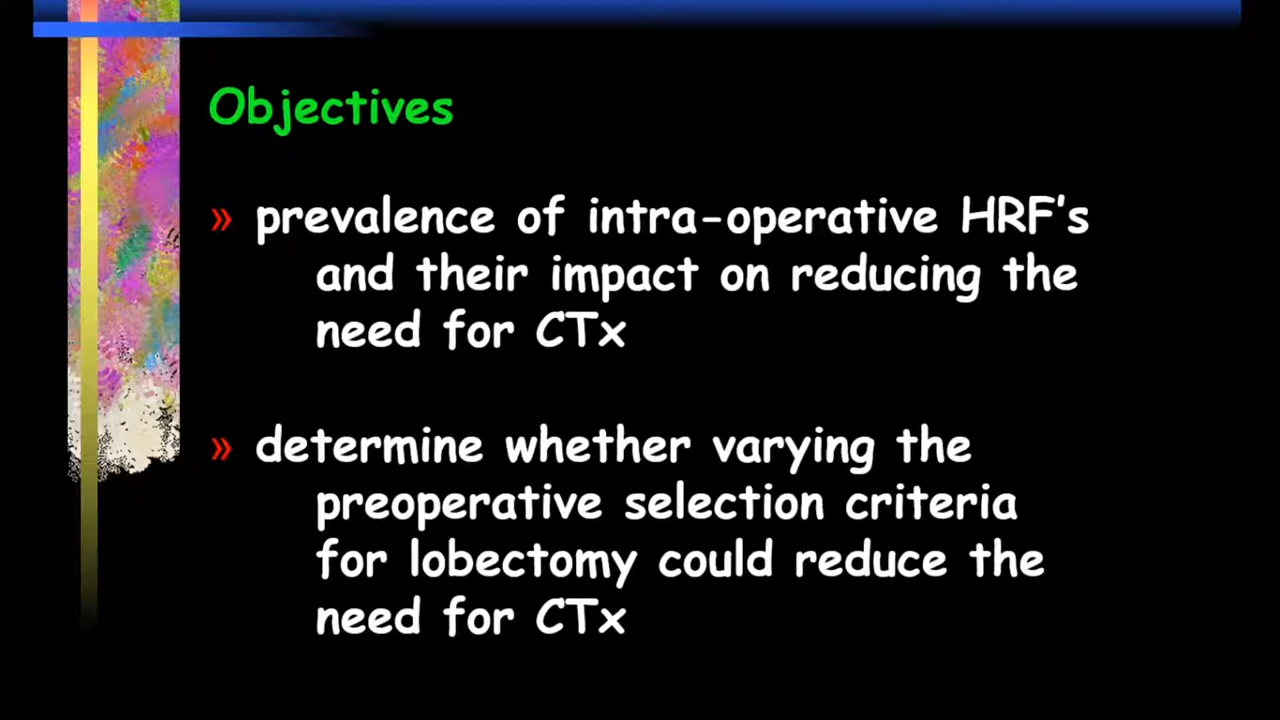 Objectives
» prevalence of intra-operative HRF's
and their impact on reducing the
need for CTx
» determine whether varying the
preoperative selection criteria
for lobectomy could reduce the
need for CTx